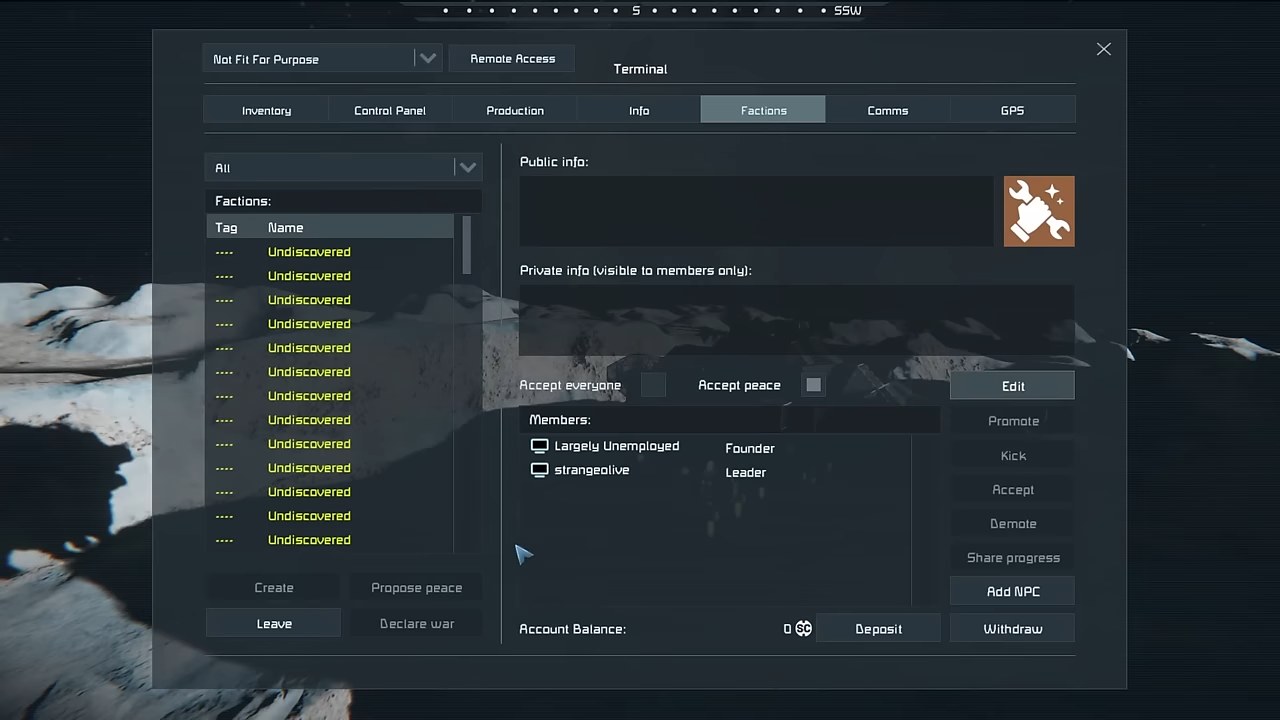 S SSW
Not Fit For Purpose
Remote Access
Terminal
Inventory Control Panel Production Info Factions Comms GPS
All
Factions:
Tag Name
---- Undiscovered
---- Undiscovered
---- Undiscovered
---- Undiscovered
---- Undiscovered
---- Undiscovered
---- Undiscovered
---- Undiscovered
---- Undiscovered
---- Undiscovered
---- Undiscovered
---- Undiscovered
---- Undiscovered
Create Propose peace
Leave Declare war
Public info:
Private info (visible to members only):
Accept everyone Accept peace
Members:
Largely Unemployed Founder
strangeolive Leader
Edit
Promote
Kick
Accept
Demote
Share progress
Add NPC
Account Balance: 0 SC Deposit Withdraw